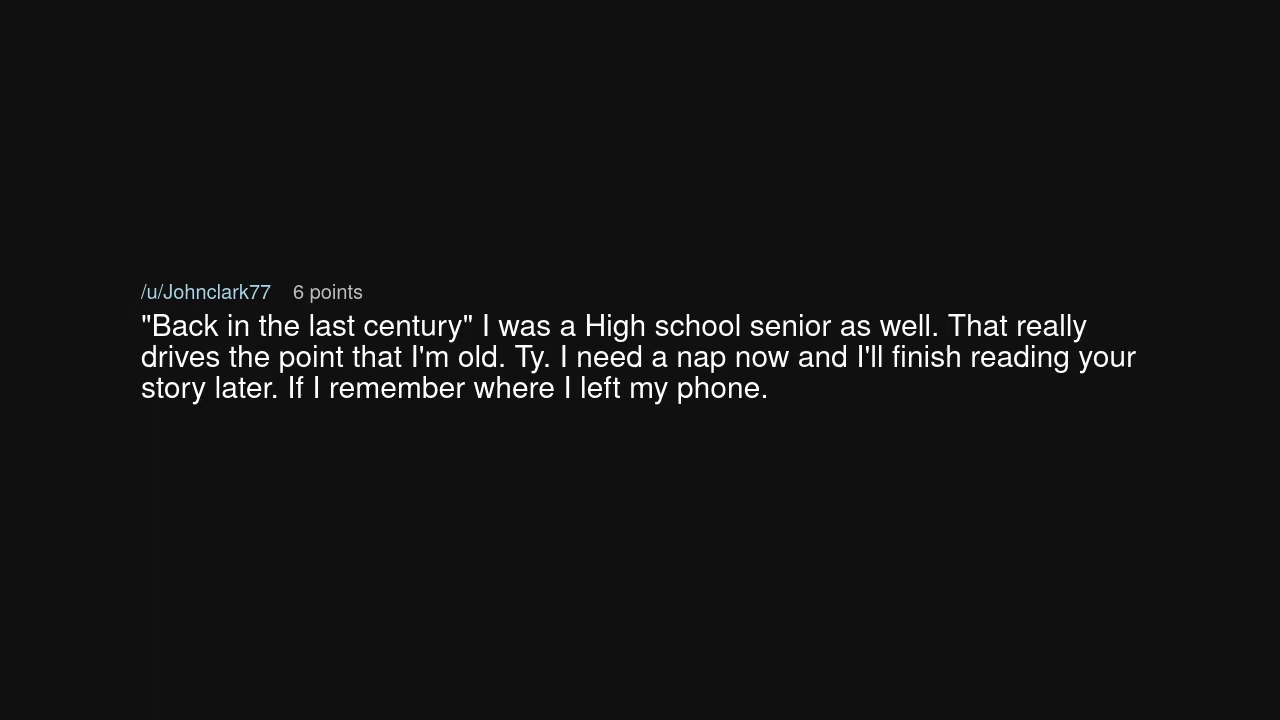 /u/Johnclark77 6 points
"Back in the last century" I was a High school senior as well. That really
drives the point that I'm old. Ty. I need a nap now and I'll finish reading your
story later. If I remember where I left my phone.